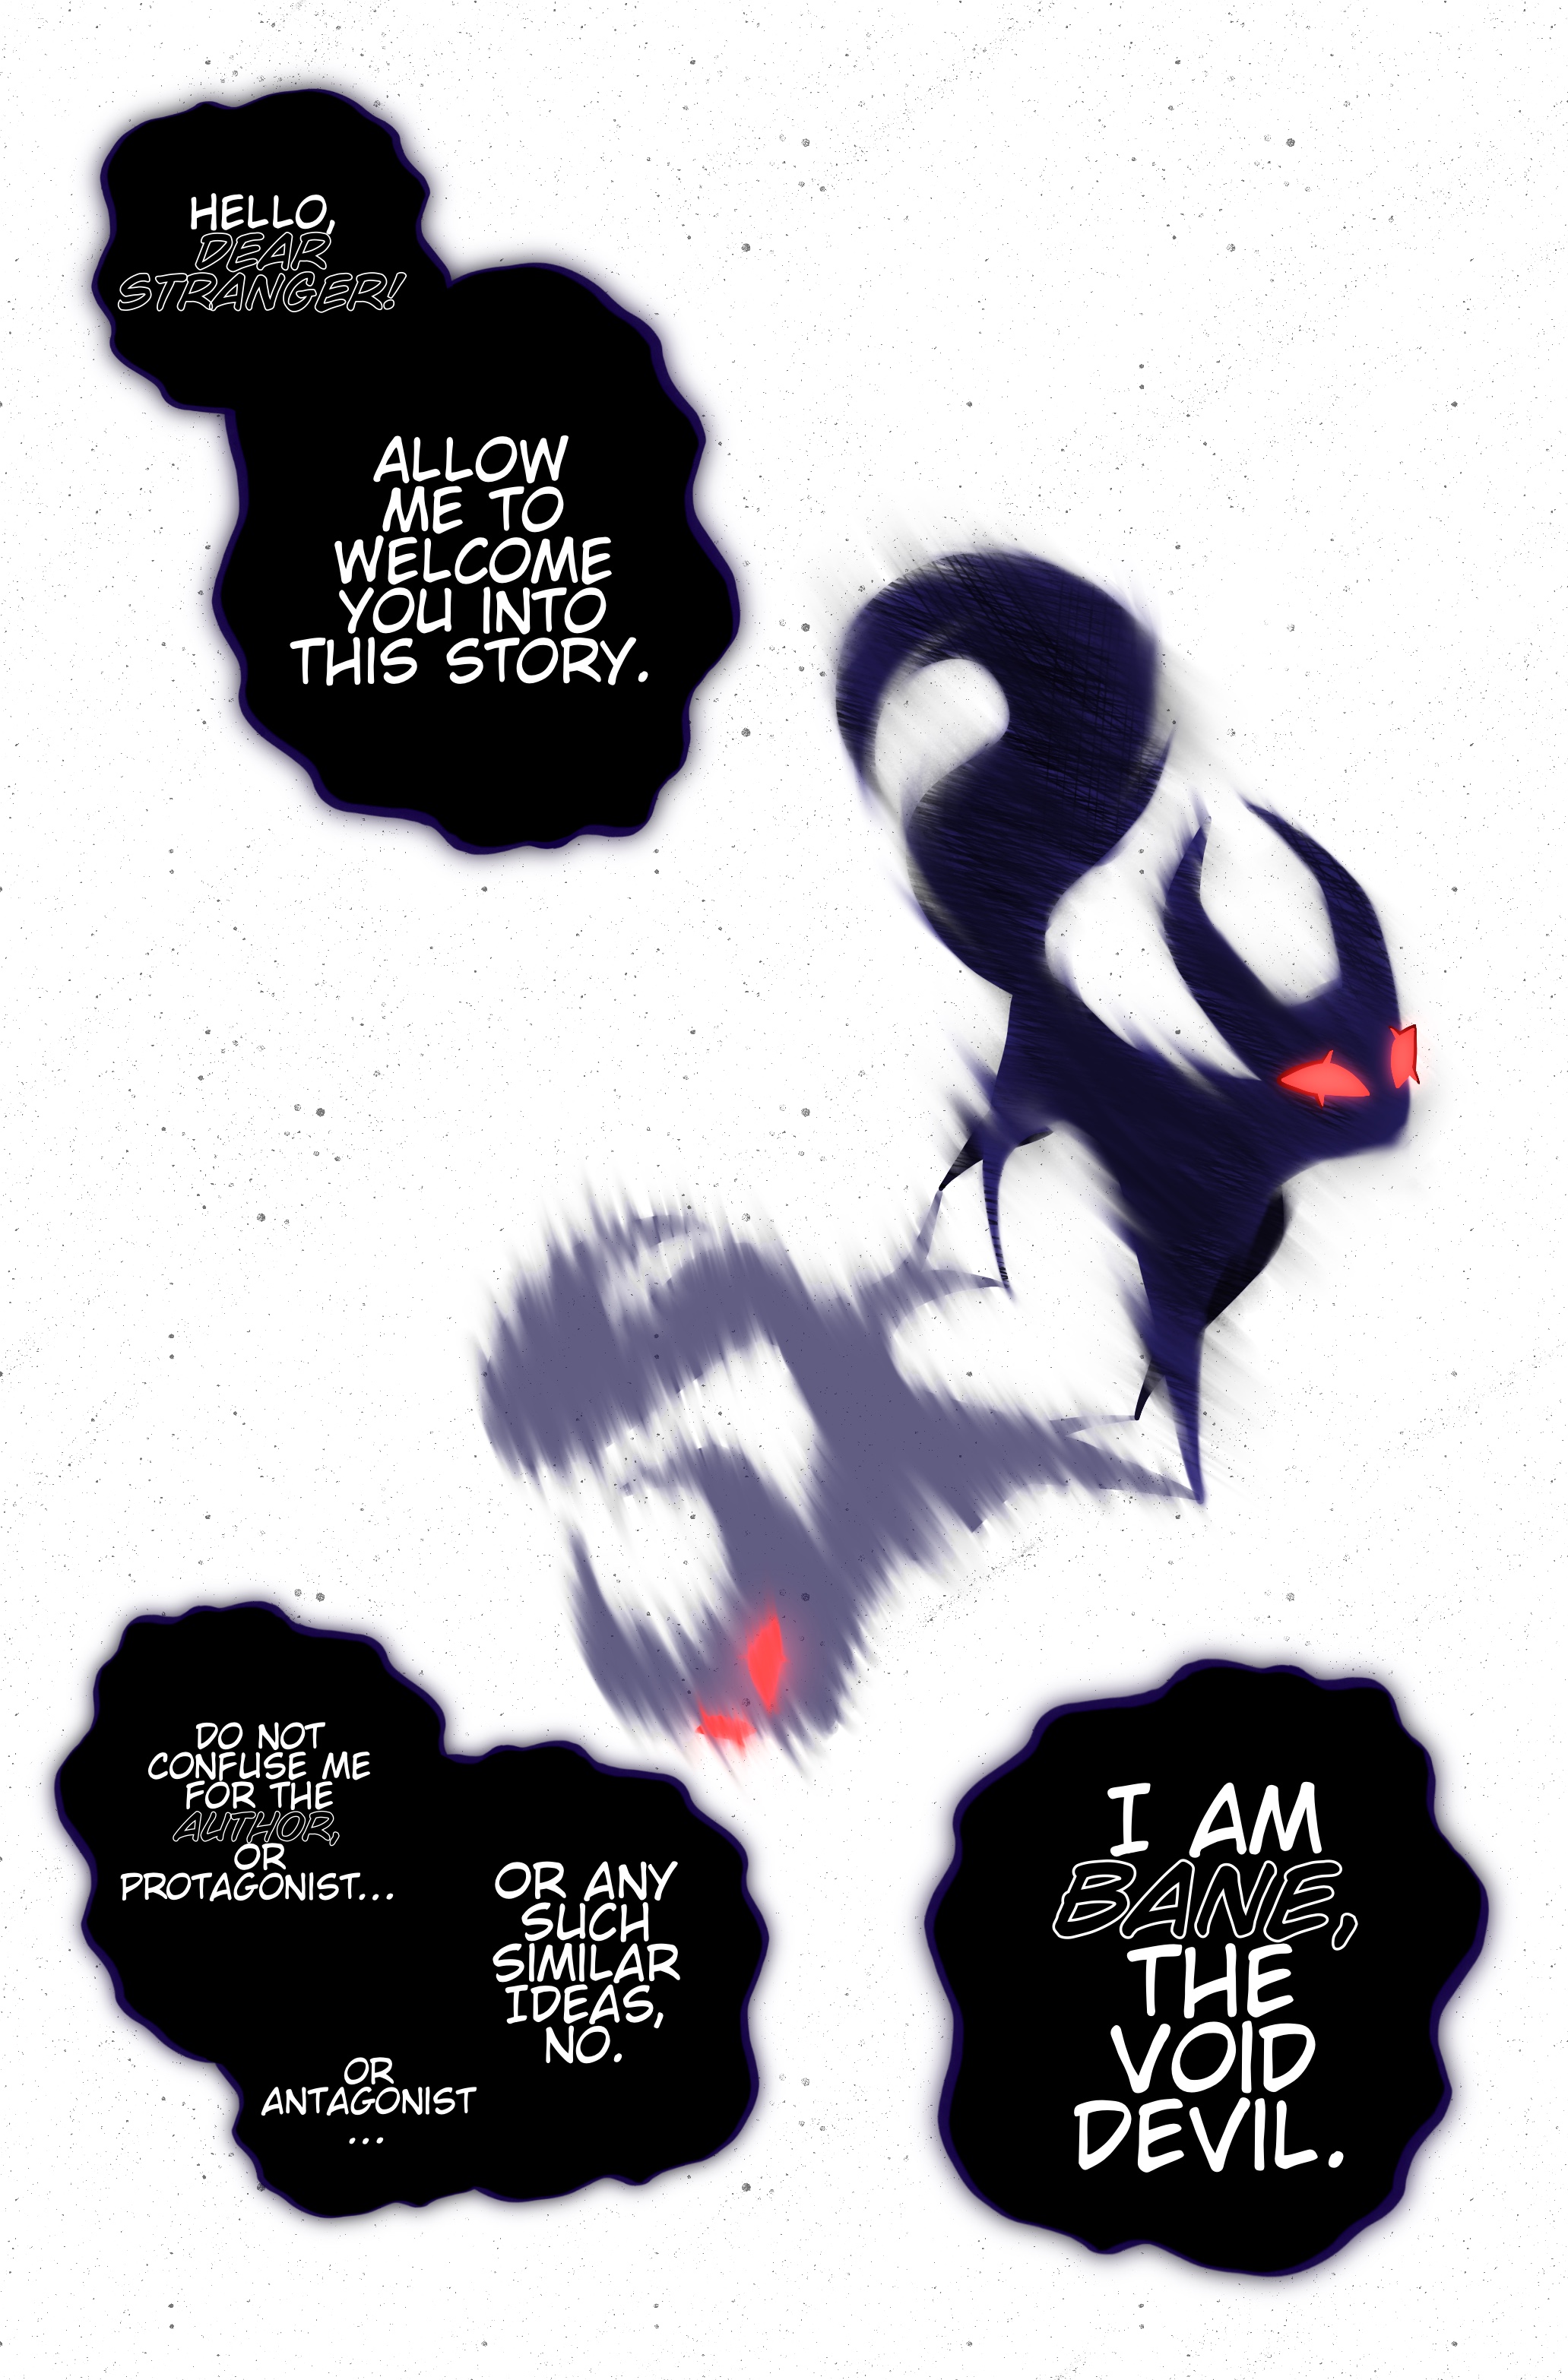 HELLO,
DEAR
STRANGER!
ALLOW
ME TO
WELCOME
YOU INTO
THIS STORY.
DO NOT
CONFUSE ME
FOR THE
AUTHOR,
OR
PROTAGONIST...
OR
ANTAGONIST
...
OR ANY
SUCH
SIMILAR
IDEAS,
NO.
I AM
BANE,
THE
VOID
DEVIL.